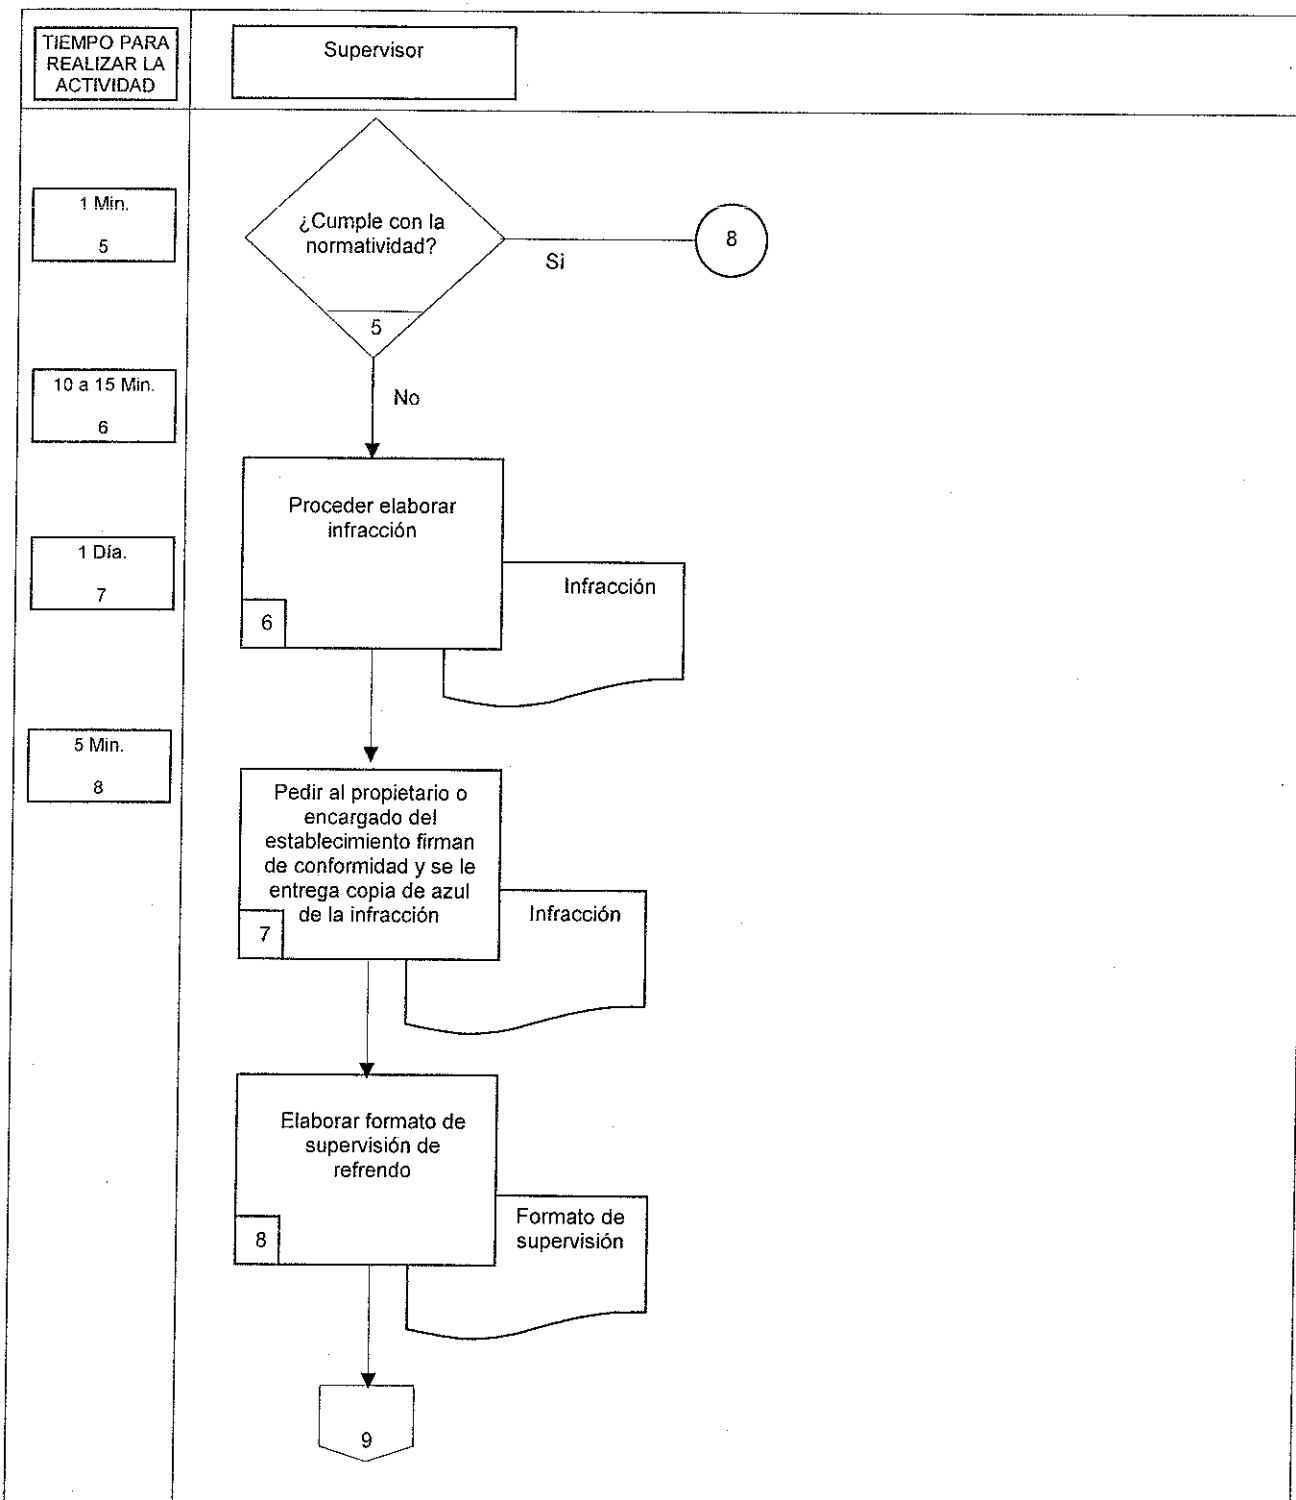 TIEMPO PARA
REALIZAR LA
ACTIVIDAD
Supervisor
1 Min.
5
¿Cumple con la
normatividad?
5
Si
8
10 a 15 Min.
6
No
Proceder elaborar
infracción
6
Infracción
1 Día.
7
5 Min.
8
Pedir al propietario o
encargado del
establecimiento firman
de conformidad y se le
entrega copia de azul
de la infracción
7
Infracción
Elaborar formato de
supervisión de
refrendo
8
Formato de
supervisión
9